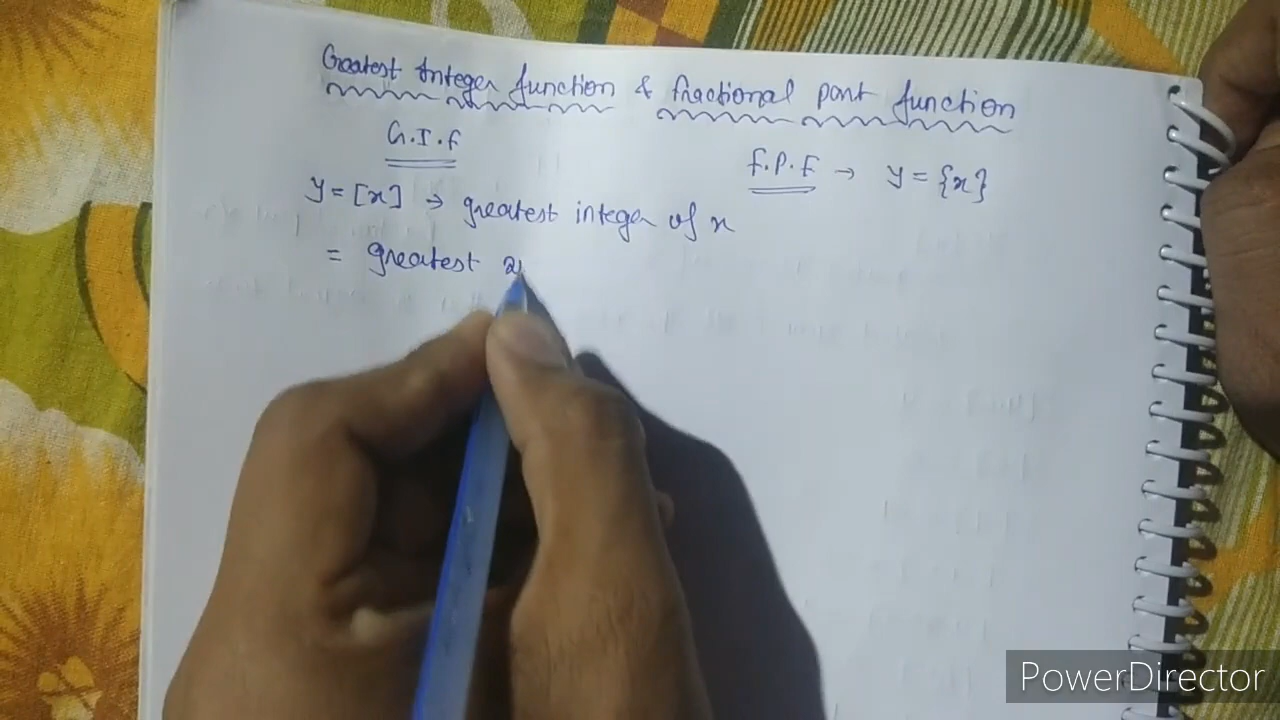 Greatest Integer function & fractional part function
G.I.F
F.P.F → y = {x}
y = [x] → greatest integer of x
= greatest
PowerDirector